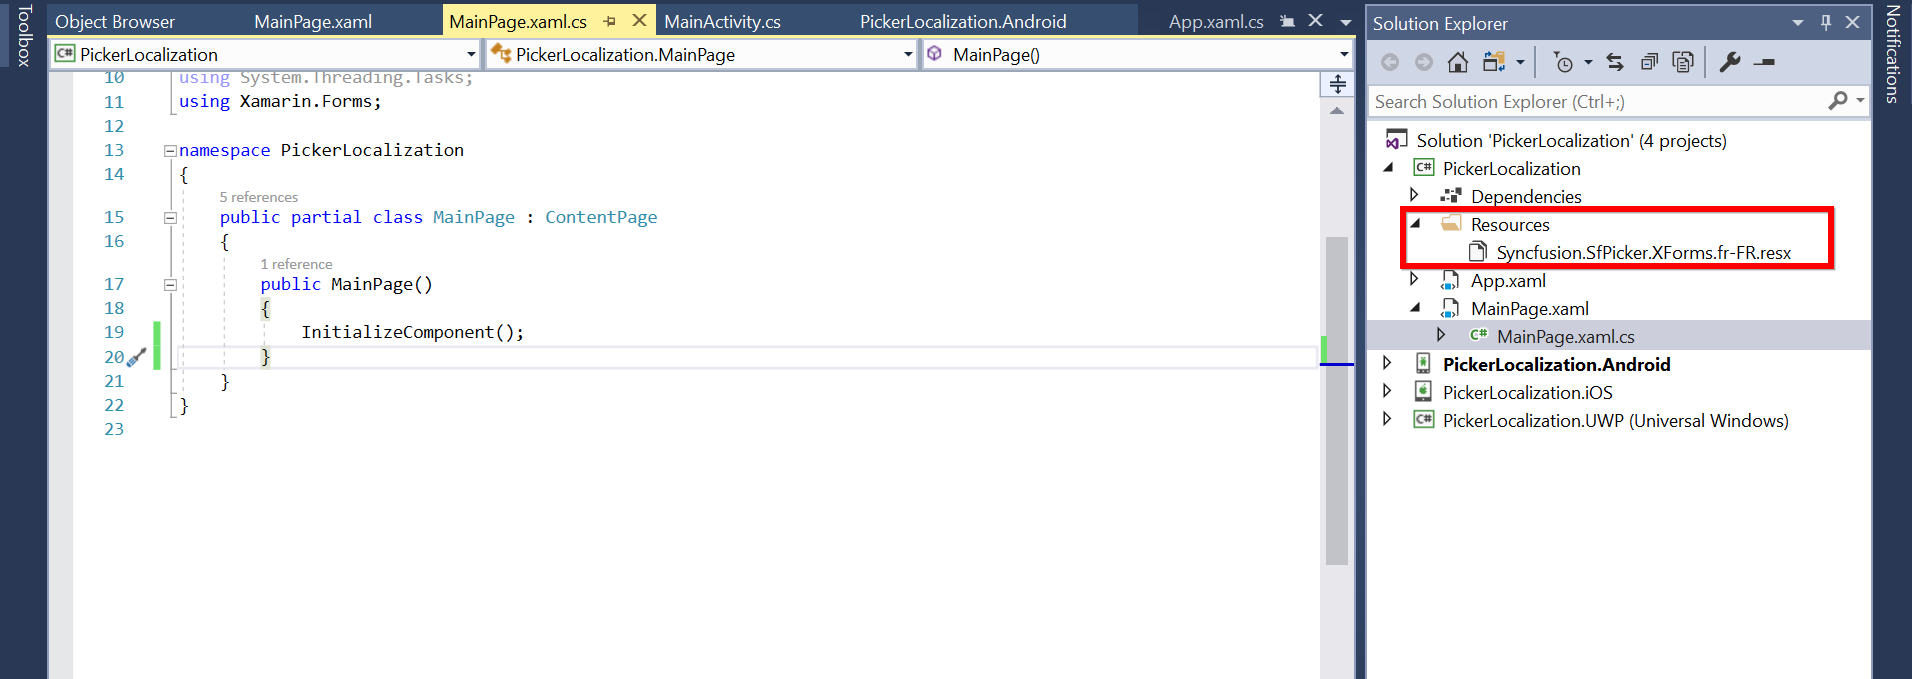 Toolbox
Object Browser
MainPage.xaml
MainPage.xaml.cs
MainActivity.cs
PickerLocalization.Android
App.xaml.cs
C# PickerLocalization
PickerLocalization.MainPage
MainPage()
10 using System.Threading.Tasks;
11 using Xamarin.Forms;
12
13 namespace PickerLocalization
14 {
5 references
15 public partial class MainPage : ContentPage
16 {
1 reference
17 public MainPage()
18 {
19 InitializeComponent();
20 }
21 }
22 }
23
Solution Explorer
Search Solution Explorer (Ctrl+;)
Solution 'PickerLocalization' (4 projects)
C# PickerLocalization
Dependencies
Resources
Syncfusion.SfPicker.XForms.fr-FR.resx
App.xaml
MainPage.xaml
C# MainPage.xaml.cs
PickerLocalization.Android
PickerLocalization.iOS
C# PickerLocalization.UWP (Universal Windows)
Notifications